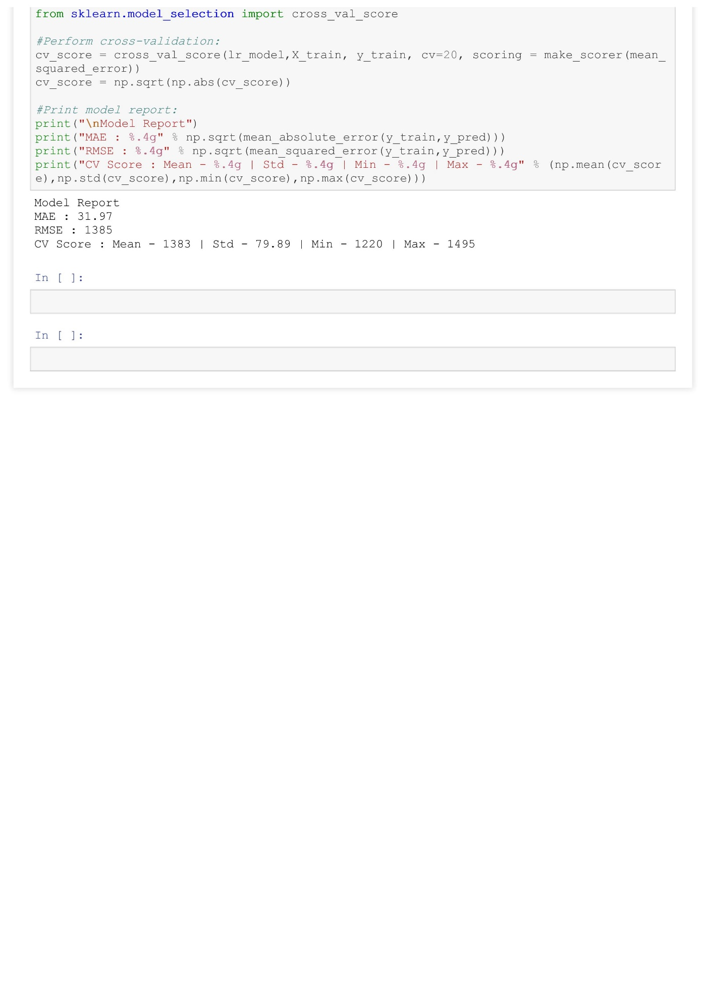 from sklearn.model_selection import cross_val_score
#Perform cross-validation:
cv_score = cross_val_score(lr_model,X_train, y_train, cv=20, scoring = make_scorer(mean_
squared_error))
cv_score = np.sqrt(np.abs(cv_score))
#Print model report:
print("\nModel Report")
print("MAE : %.4g" % np.sqrt(mean_absolute_error(y_train,y_pred)))
print("RMSE : %.4g" % np.sqrt(mean_squared_error(y_train,y_pred)))
print("CV Score : Mean - %.4g | Std - %.4g | Min - %.4g | Max - %.4g" % (np.mean(cv_scor
e),np.std(cv_score),np.min(cv_score),np.max(cv_score)))
Model Report
MAE : 31.97
RMSE : 1385
CV Score : Mean - 1383 | Std - 79.89 | Min - 1220 | Max - 1495
In [ ]:
In [ ]: